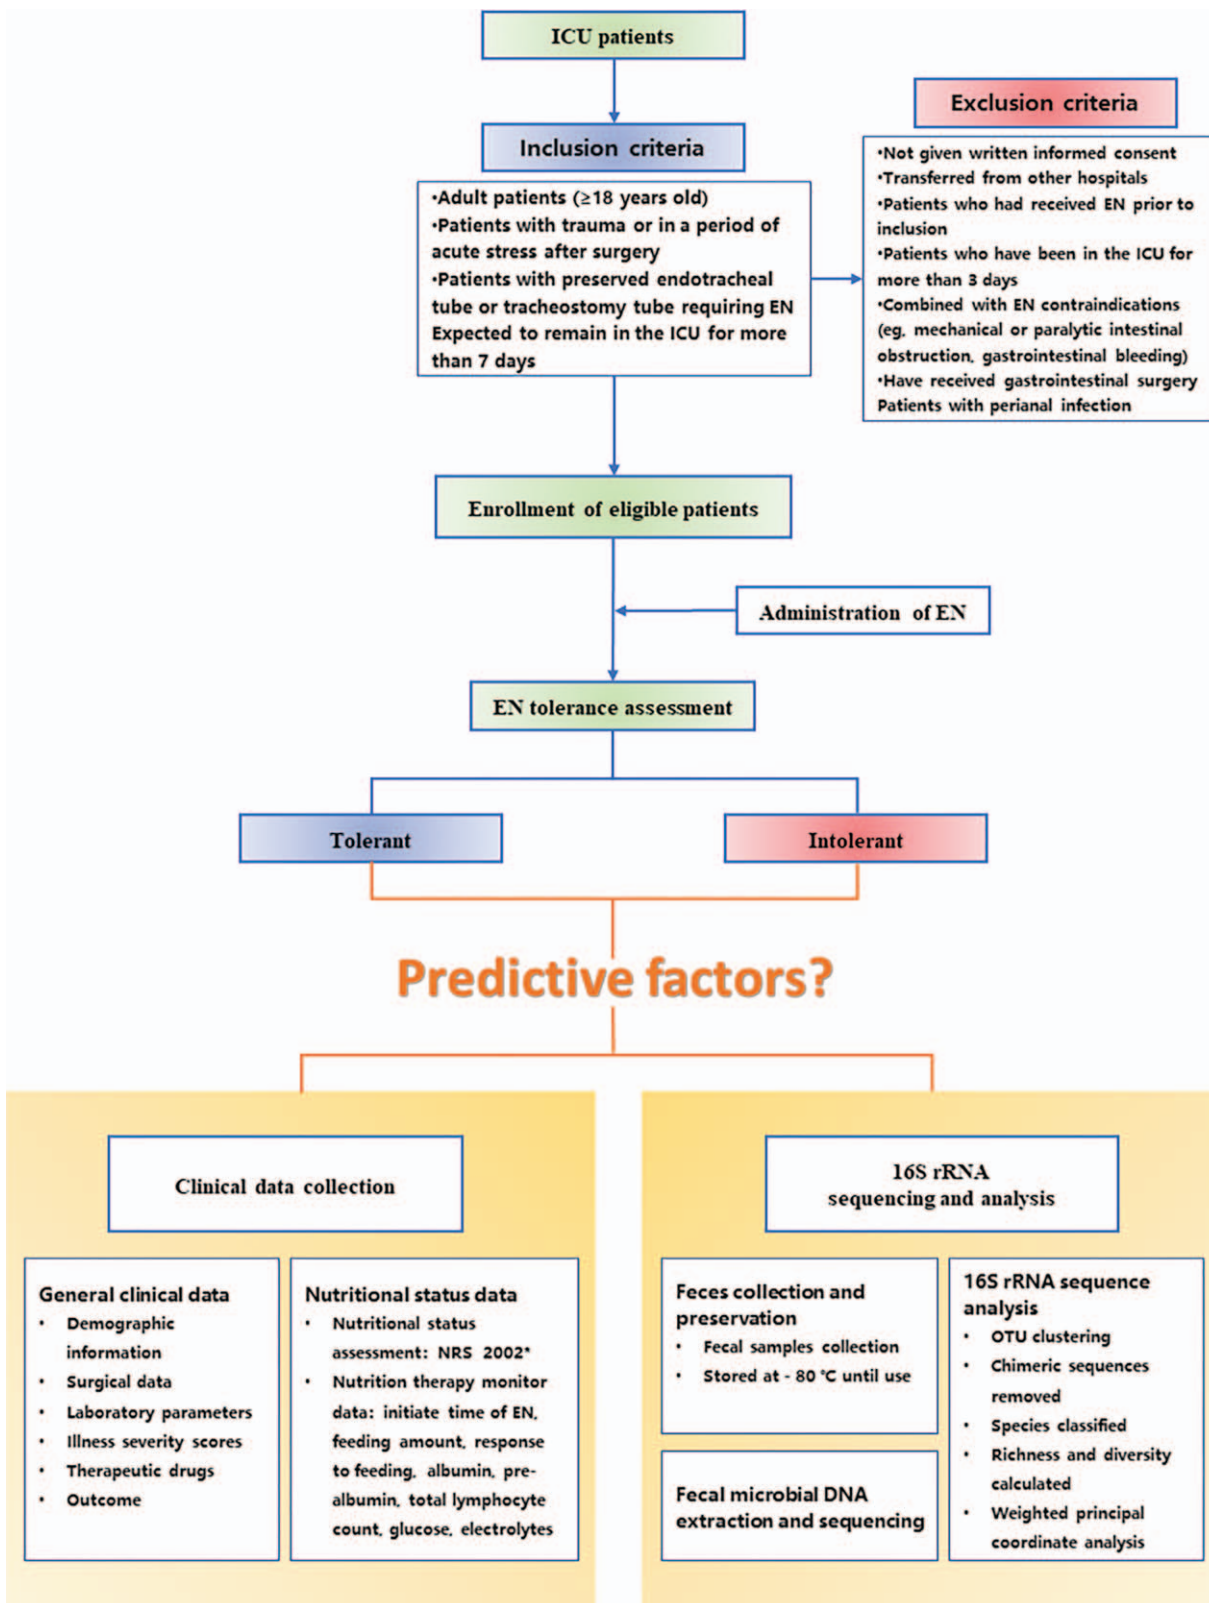 ICU patients
Inclusion criteria
•Adult patients (≥18 years old)
•Patients with trauma or in a period of
acute stress after surgery
•Patients with preserved endotracheal
tube or tracheostomy tube requiring EN
Expected to remain in the ICU for more
than 7 days
Exclusion criteria
•Not given written informed consent
•Transferred from other hospitals
•Patients who had received EN prior to
inclusion
•Patients who have been in the ICU for
more than 3 days
•Combined with EN contraindications
(eg, mechanical or paralytic intestinal
obstruction, gastrointestinal bleeding)
•Have received gastrointestinal surgery
Patients with perianal infection
Enrollment of eligible patients
Administration of EN
EN tolerance assessment
Tolerant
Intolerant
Predictive factors?
Clinical data collection
General clinical data
• Demographic
information
• Surgical data
• Laboratory parameters
• Illness severity scores
• Therapeutic drugs
• Outcome
Nutritional status data
• Nutritional status
assessment: NRS 2002*
• Nutrition therapy monitor
data: initiate time of EN,
feeding amount, response
to feeding, albumin, pre-
albumin, total lymphocyte
count, glucose, electrolytes
16S rRNA
sequencing and analysis
Feces collection and
preservation
• Fecal samples collection
• Stored at - 80 °C until use
Fecal microbial DNA
extraction and sequencing
16S rRNA sequence
analysis
• OTU clustering
• Chimeric sequences
removed
• Species classified
• Richness and diversity
calculated
• Weighted principal
coordinate analysis